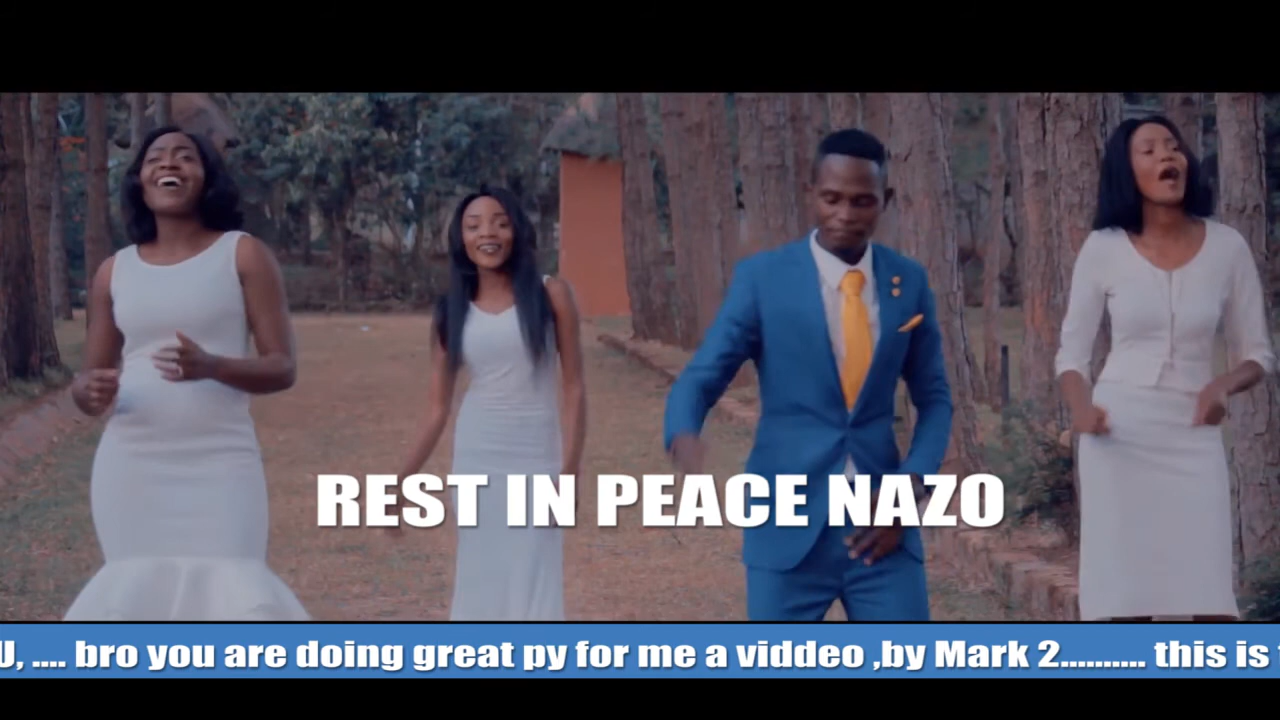 REST IN PEACE NAZO
U, .... bro you are doing great py for me a viddeo ,by Mark 2.......... this is